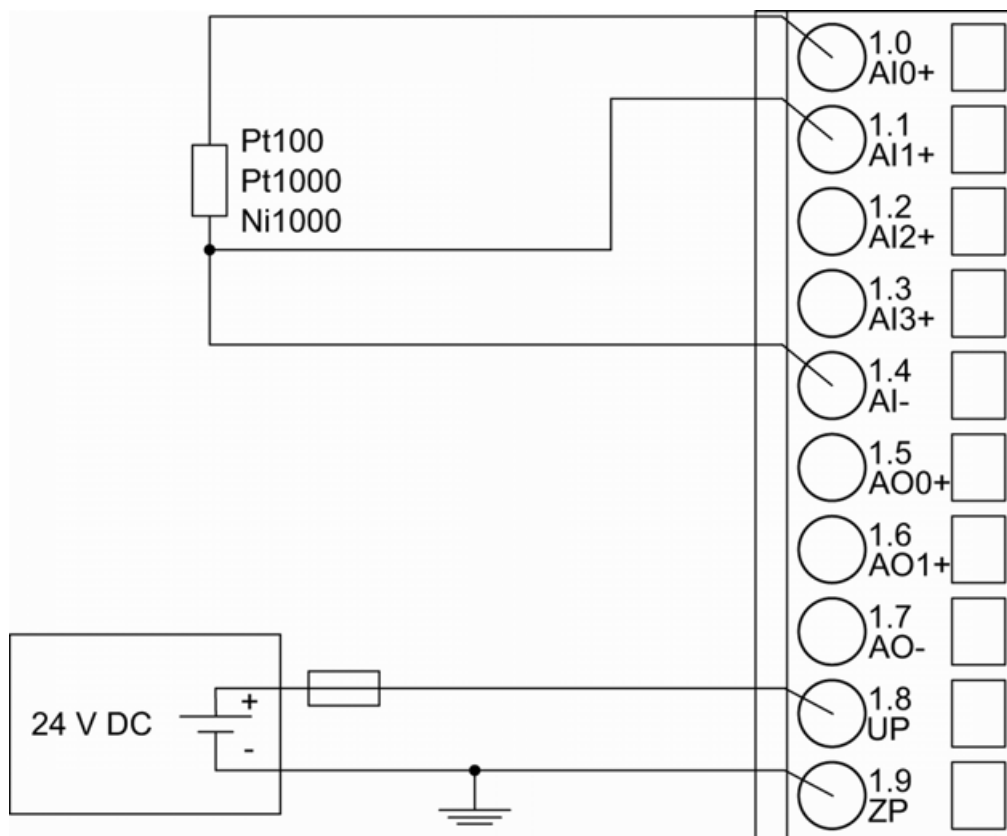 1.0
AI0+
Pt100
Pt1000
Ni1000
1.1
AI1+
1.2
AI2+
1.3
AI3+
1.4
AI-
1.5
AO0+
1.6
AO1+
1.7
AO-
24 V DC
+
-
1.8
UP
1.9
ZP